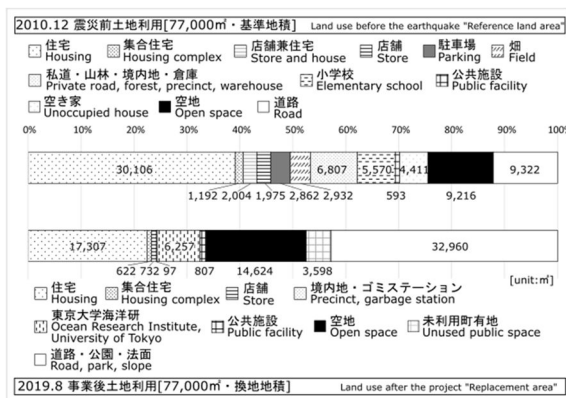 2010.12 震災前土地利用[77,000㎡・基準地積] Land use before the earthquake "Reference land area"
住宅 集合住宅 店舗兼住宅 店舗 駐車場 畑
Housing Housing complex Store and house Store Parking Field
私道・山林・境内地・倉庫 小学校 公共施設
Private road, forest, precinct, warehouse Elementary school Public facility
空き家 空地 道路
Unoccupied house Open space Road
0% 10% 20% 30% 40% 50% 60% 70% 80% 90% 100%
30,106 6,807 5,570 4,411 9,322
1,192 2,004 1,975 2,862 2,932 593 9,216
17,307 6,257 32,960
622 732 97 807 14,624 3,598
[unit:㎡]
住宅 集合住宅 店舗 境内地・ゴミステーション
Housing Housing complex Store Precinct, garbage station
東京大学海洋研 公共施設 空地 未利用町有地
Ocean Research Institute, Public facility Open space Unused public space
University of Tokyo
道路・公園・法面
Road, park, slope
2019.8 事業後土地利用[77,000㎡・換地地積] Land use after the project "Replacement area"